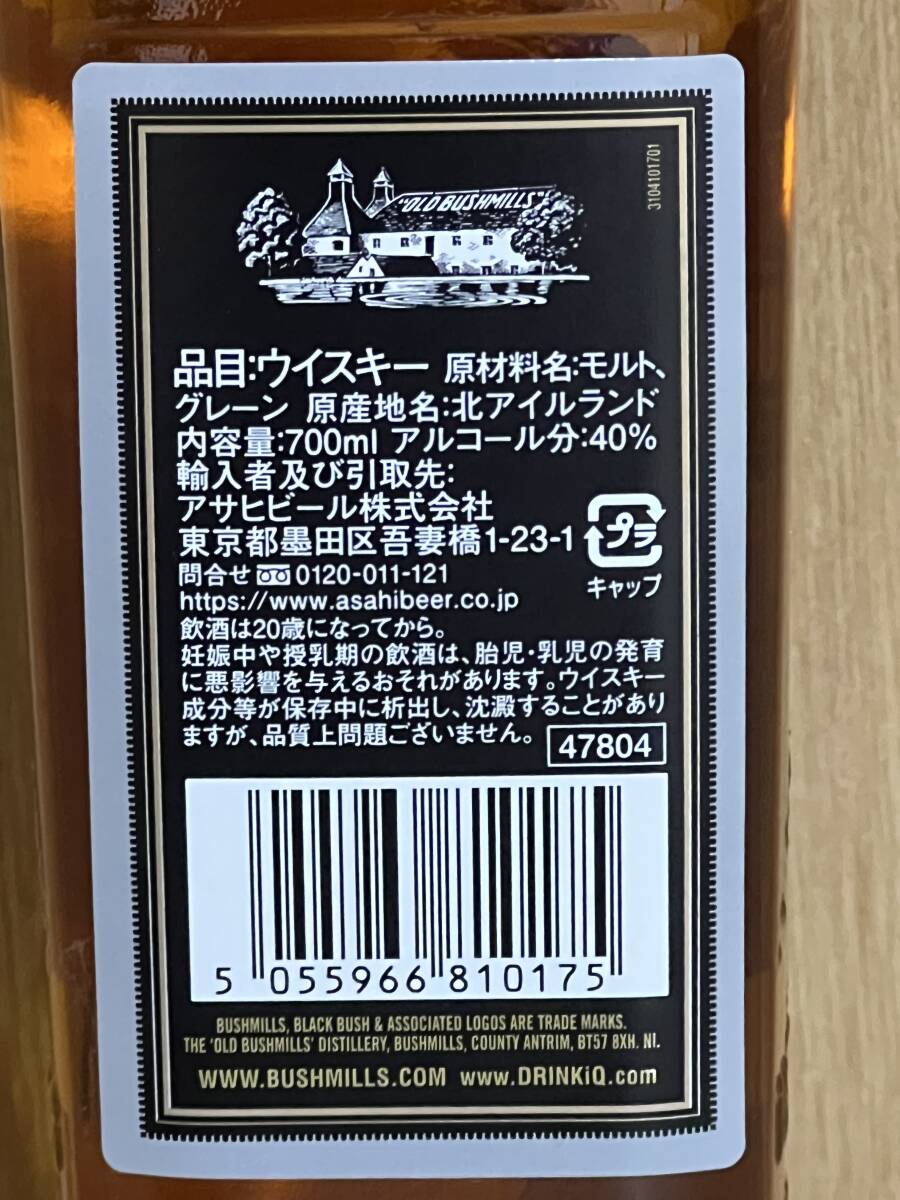 "OLD BUSHMILLS"
3104101701
品目:ウイスキー 原材料名:モルト、
グレーン 原産地名:北アイルランド
内容量:700ml アルコール分:40%
輸入者及び引取先:
アサヒビール株式会社
東京都墨田区吾妻橋1-23-1
プラ
キャップ
問合せ 0120-011-121
https://www.asahibeer.co.jp
飲酒は20歳になってから。
妊娠中や授乳期の飲酒は、胎児・乳児の発育
に悪影響を与えるおそれがあります。ウイスキー
成分等が保存中に析出し、沈澱することがあり
ますが、品質上問題ございません。
47804
5 055966 810175
BUSHMILLS, BLACK BUSH & ASSOCIATED LOGOS ARE TRADE MARKS.
THE 'OLD BUSHMILLS' DISTILLERY, BUSHMILLS, COUNTY ANTRIM, BT57 8XH. NI.
WWW.BUSHMILLS.COM www.DRINKiQ.com